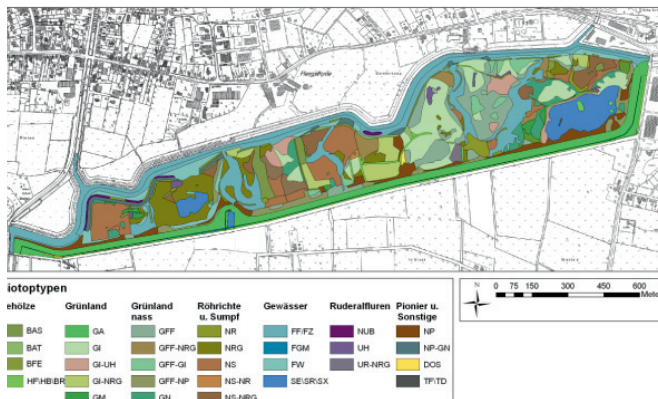 iotoptypen
ehölze
BAS
BAT
BFE
HF\HB\BR
Grünland
GA
GI
GI-UH
GI-NRG
GM
Grünland
nass
GFF
GFF-NRG
GFF-GI
GFF-NP
GN
Röhrichte
u. Sumpf
NR
NRG
NS
NS-NR
NS-NRG
Gewässer
FF/FZ
FGM
FW
SE\SR\SX
Ruderalfluren
NUB
UH
UR-NRG
Pionier u.
Sonstige
NP
NP-GN
DOS
TF\TD
N
0 75 150 300 450 600
Mete